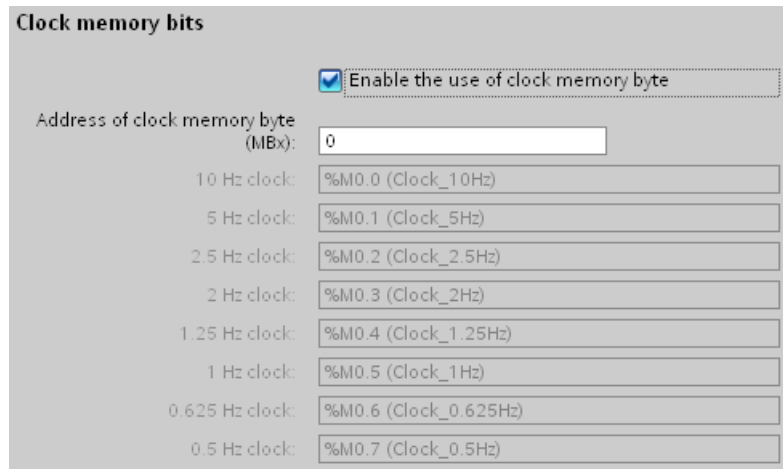 Clock memory bits
Enable the use of clock memory byte
Address of clock memory byte
(MBx): 0
10 Hz clock: %M0.0 (Clock_10Hz)
5 Hz clock: %M0.1 (Clock_5Hz)
2.5 Hz clock: %M0.2 (Clock_2.5Hz)
2 Hz clock: %M0.3 (Clock_2Hz)
1.25 Hz clock: %M0.4 (Clock_1.25Hz)
1 Hz clock: %M0.5 (Clock_1Hz)
0.625 Hz clock: %M0.6 (Clock_0.625Hz)
0.5 Hz clock: %M0.7 (Clock_0.5Hz)